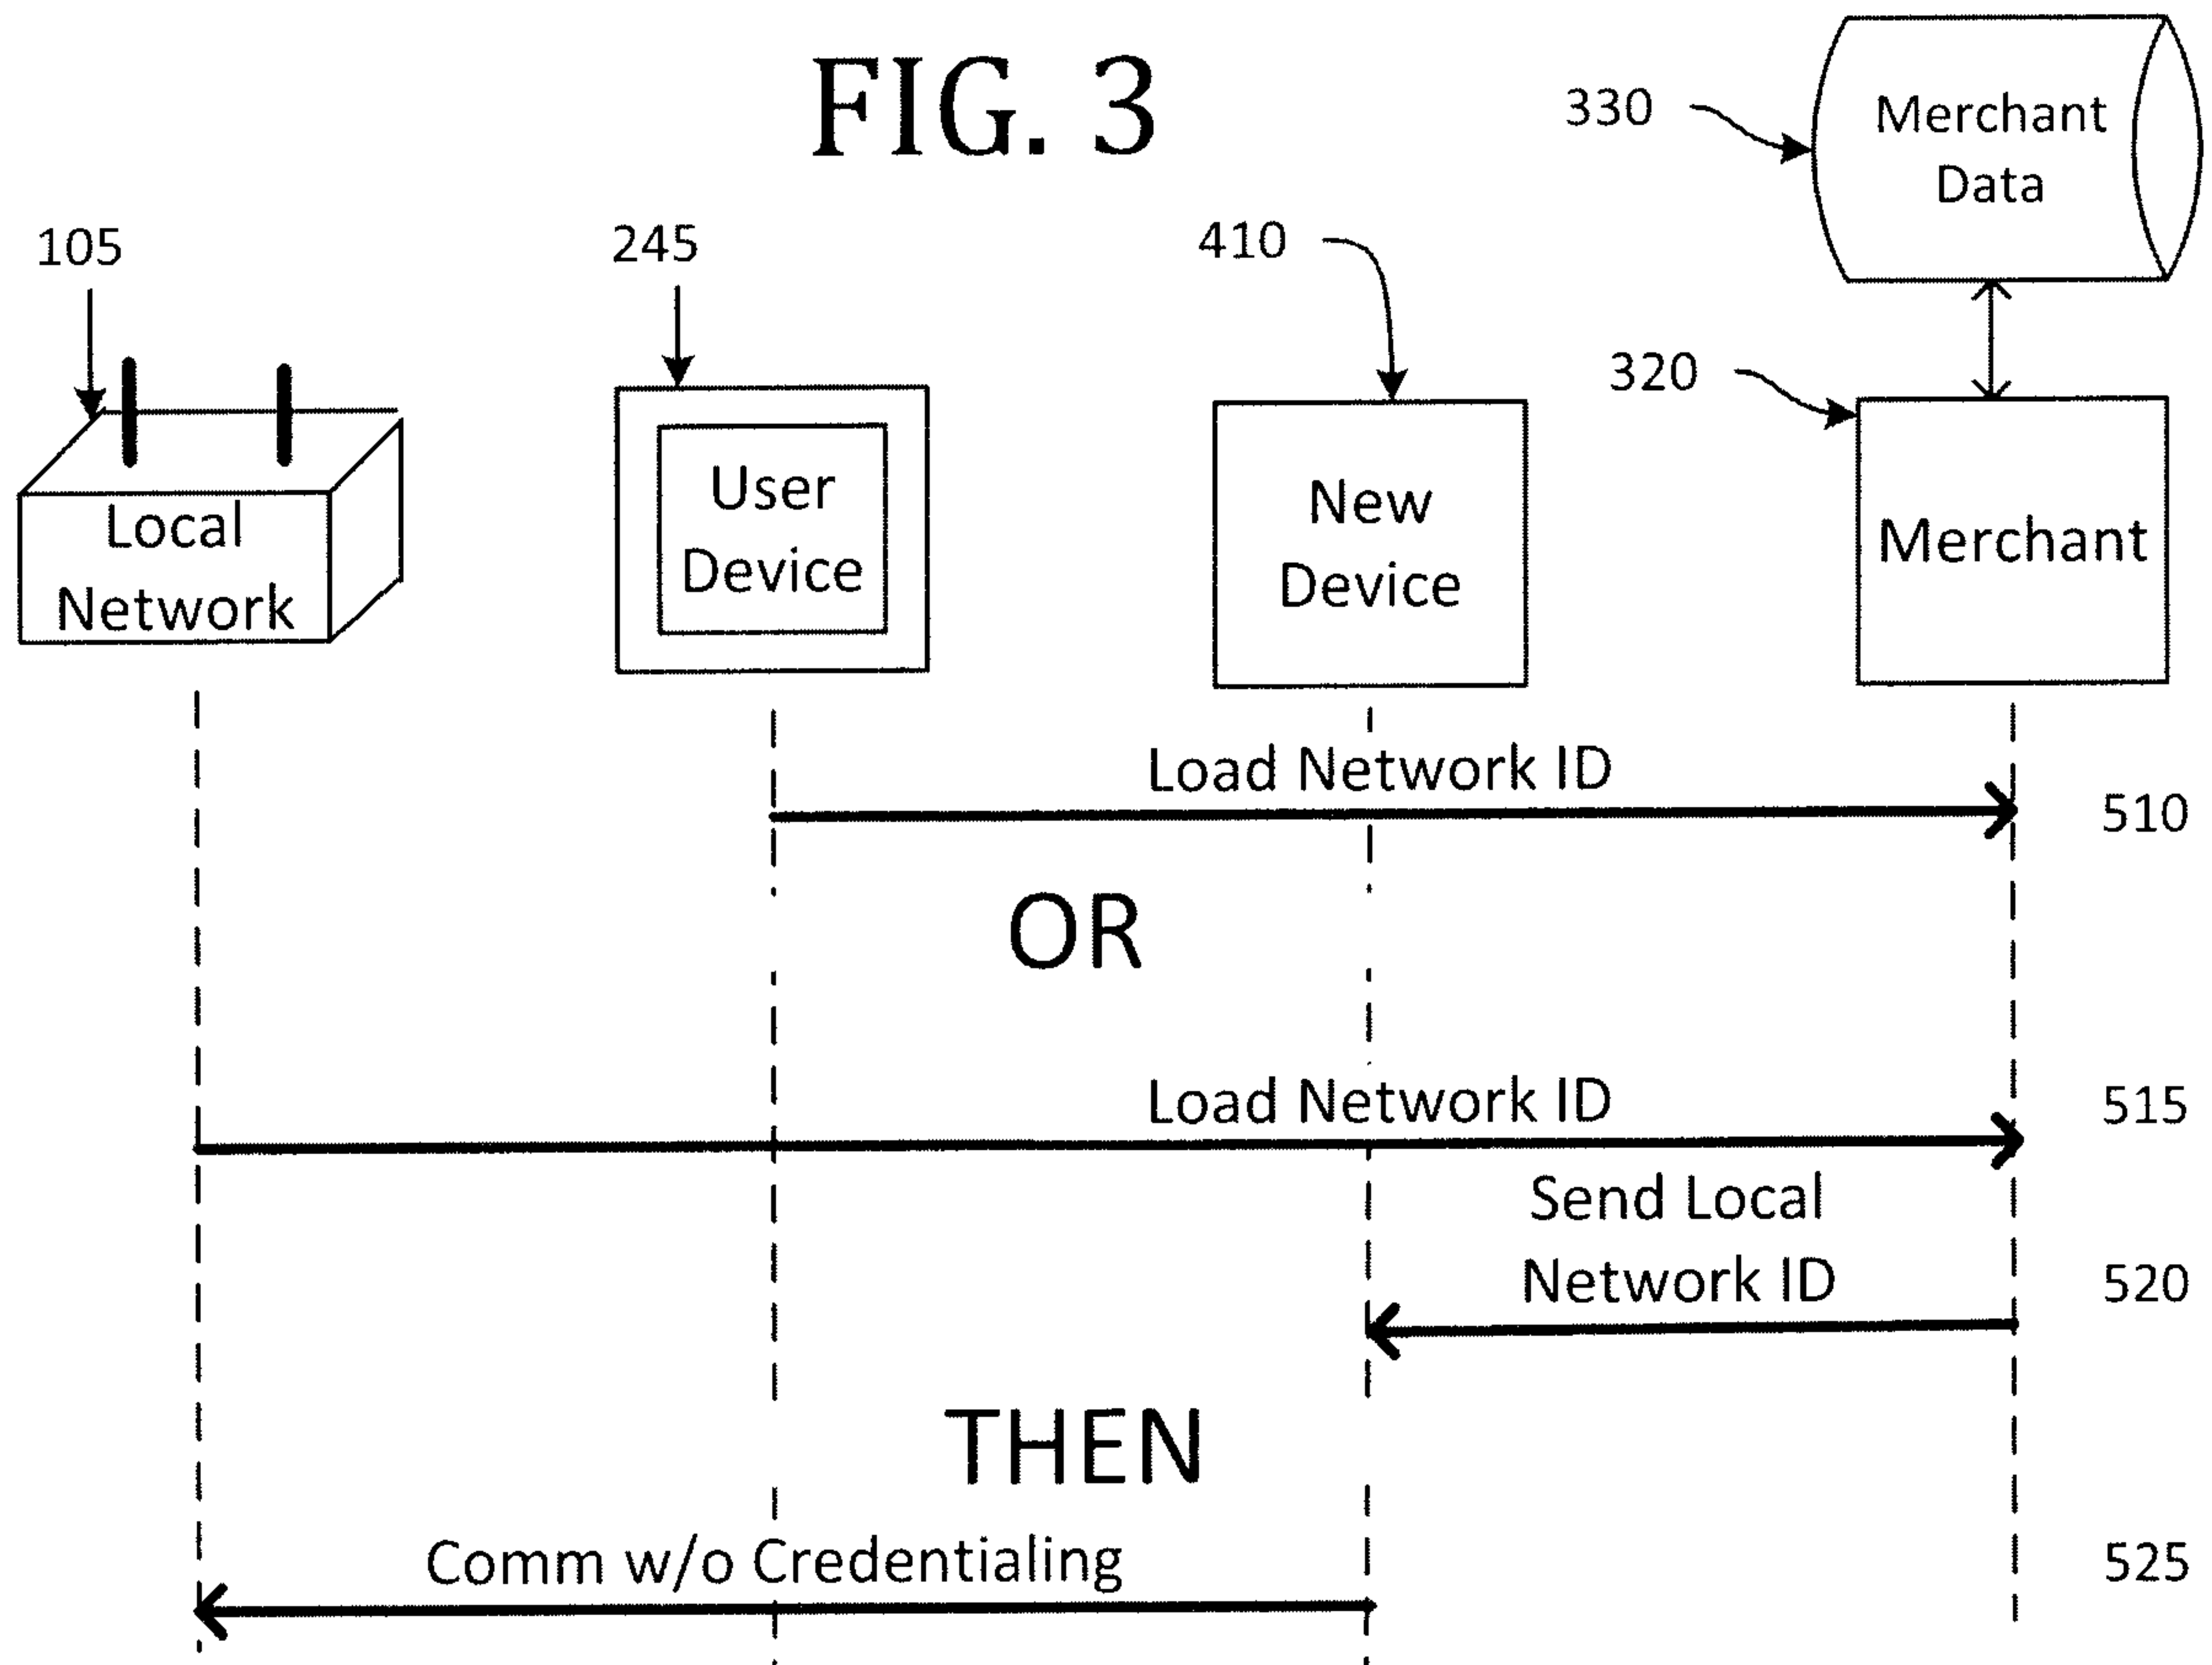 FIG. 3
330
Merchant
Data
105
245
410
320
Local
Network
User
Device
New
Device
Merchant
Load Network ID
510
OR
Load Network ID
515
Send Local
Network ID
520
THEN
Comm w/o Credentialing
525